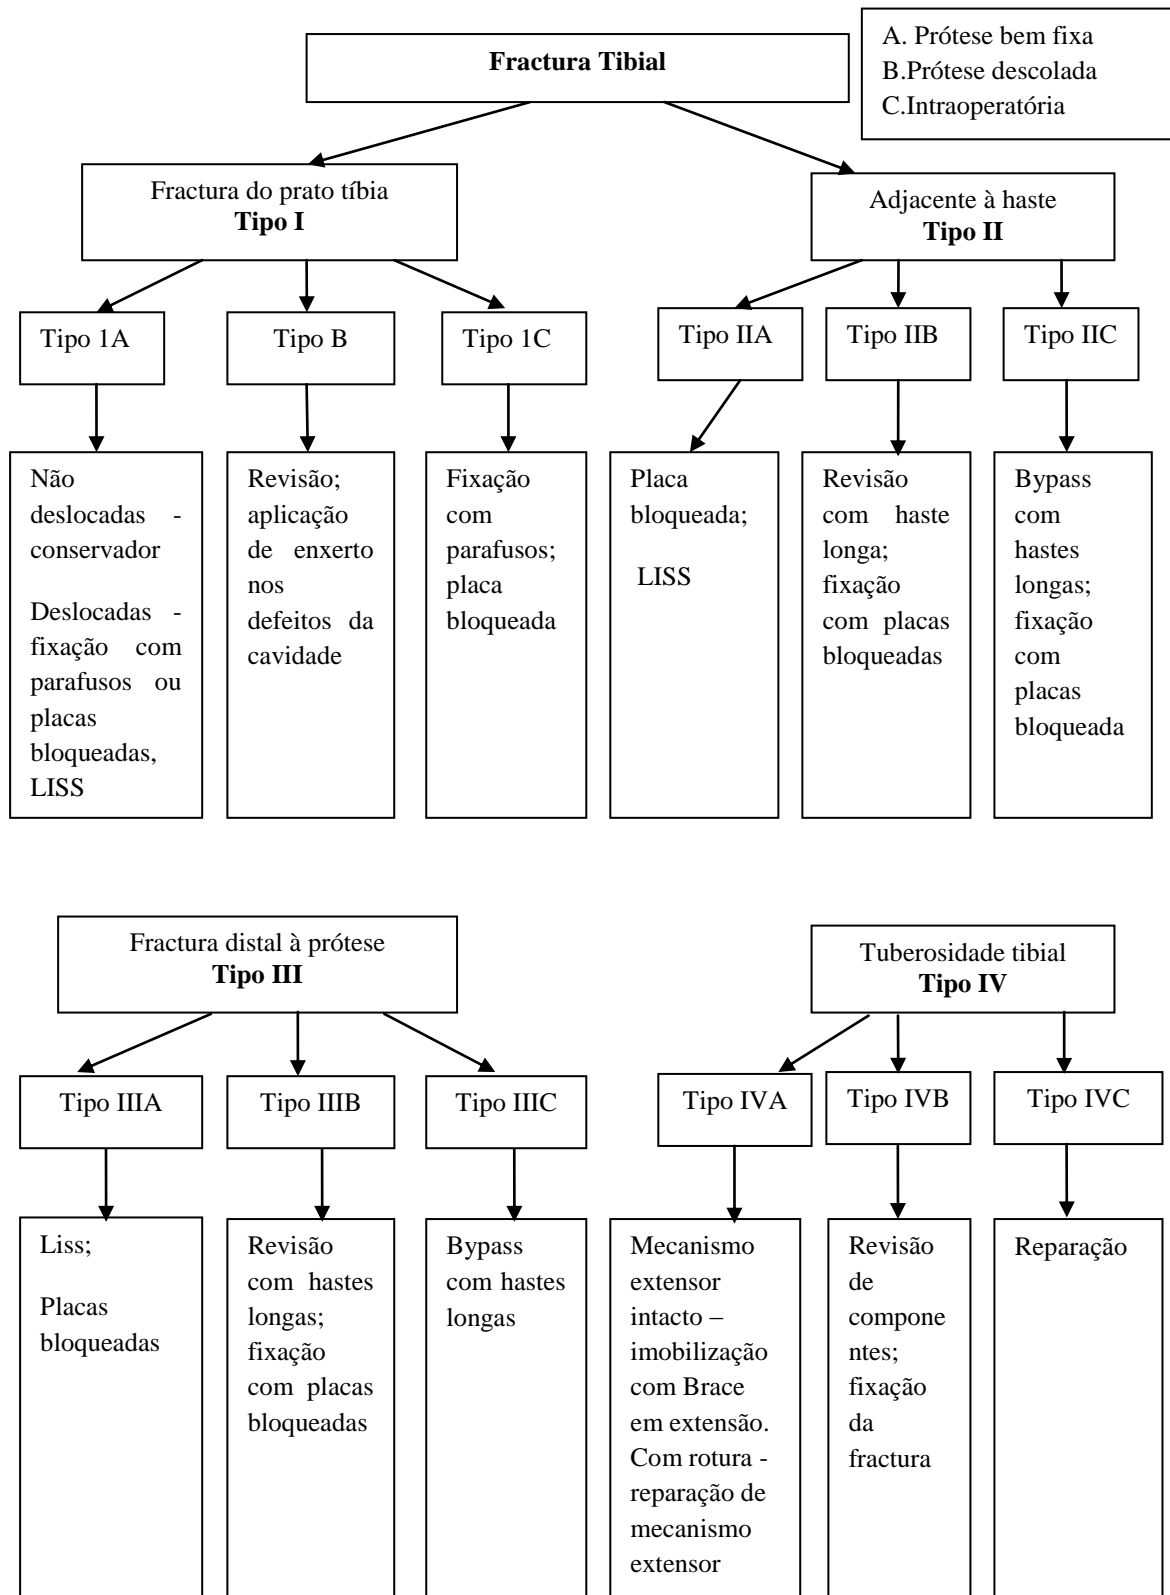 Fractura Tibial
A. Prótese bem fixa
B.Prótese descolada
C.Intraoperatória
Fractura do prato tíbia
Tipo I
Adjacente à haste
Tipo II
Tipo 1A
Tipo B
Tipo 1C
Tipo IIA
Tipo IIB
Tipo IIC
Não
deslocadas -
conservador
Deslocadas -
fixação com
parafusos ou
placas
bloqueadas,
LISS
Revisão;
aplicação
de enxerto
nos
defeitos da
cavidade
Fixação
com
parafusos;
placa
bloqueada
Placa
bloqueada;
LISS
Revisão
com haste
longa;
fixação
com placas
bloqueadas
Bypass
com
hastes
longas;
fixação
com
placas
bloqueada
Fractura distal à prótese
Tipo III
Tuberosidade tibial
Tipo IV
Tipo IIIA
Tipo IIIB
Tipo IIIC
Tipo IVA
Tipo IVB
Tipo IVC
Liss;
Placas
bloqueadas
Revisão
com hastes
longas;
fixação
com placas
bloqueadas
Bypass
com hastes
longas
Mecanismo
extensor
intacto –
imobilização
com Brace
em extensão.
Com rotura -
reparação de
mecanismo
extensor
Revisão
de
compone
ntes;
fixação
da
fractura
Reparação